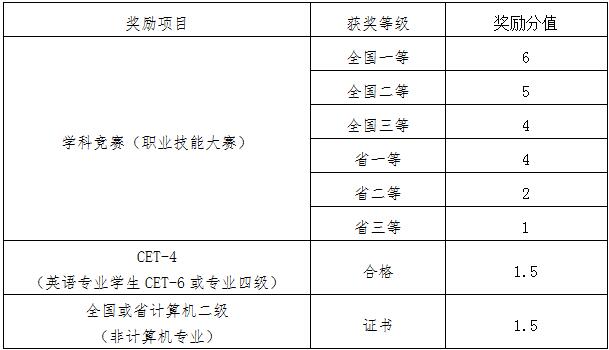 奖励项目 获奖等级 奖励分值
全国一等 6
全国二等 5
全国三等 4
学科竞赛（职业技能大赛）
省一等 4
省二等 2
省三等 1
CET-4
（英语专业学生 CET-6 或专业四级）
合格 1.5
全国或省计算机二级
（非计算机专业）
证书 1.5